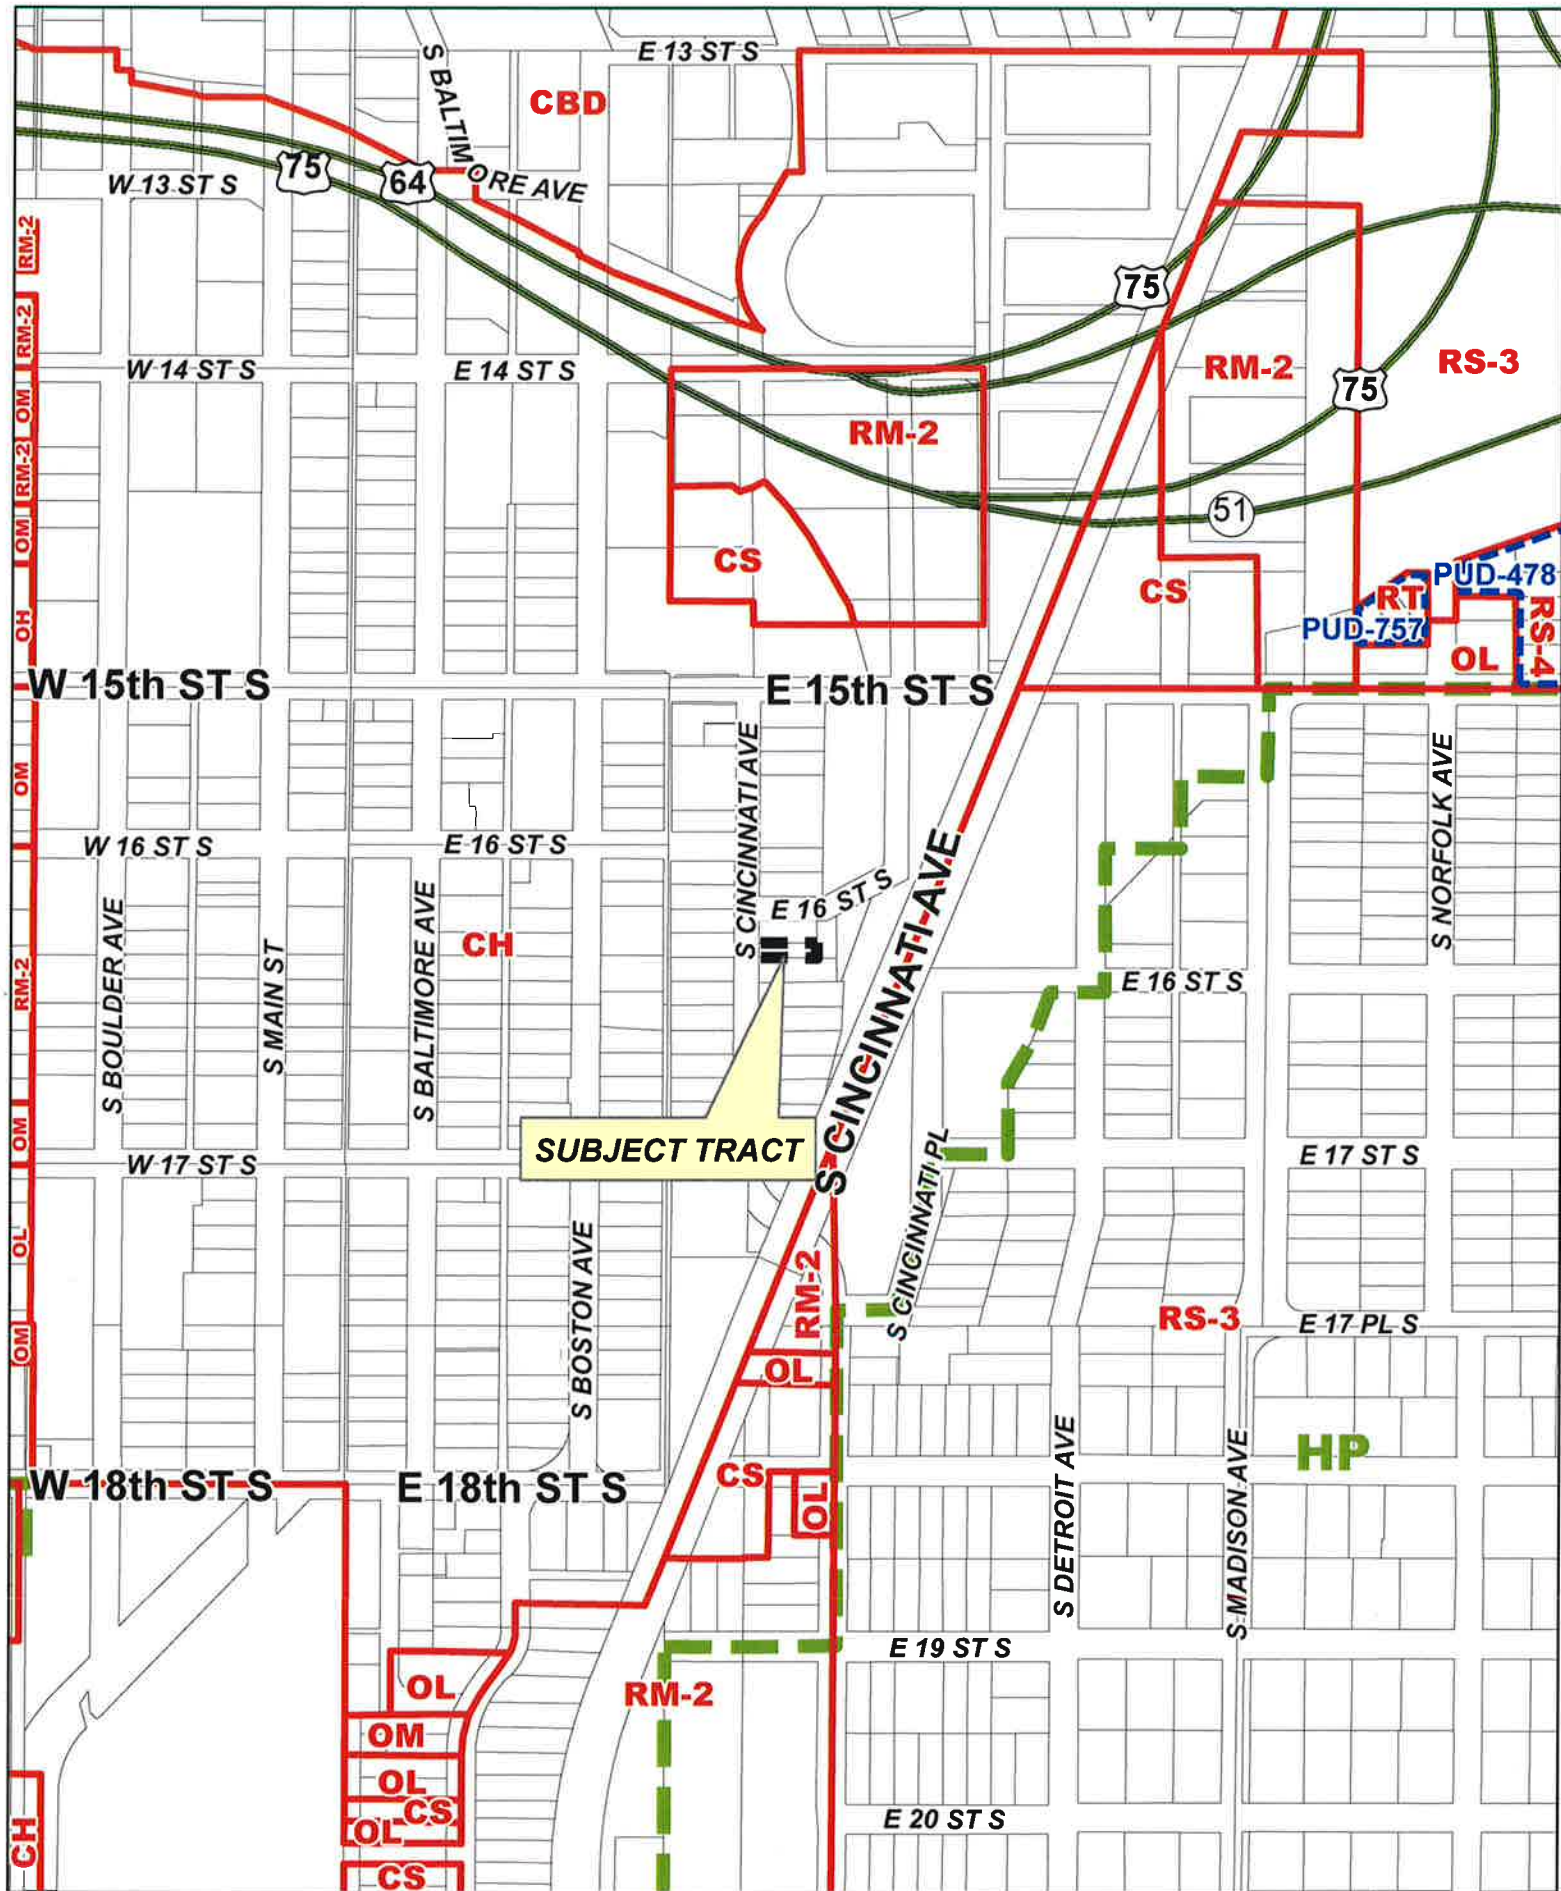 E 13 ST S
S BALTIMORE AVE
CBD
75
64
W 13 ST S
RM-2
75
RM-2
W 14 ST S
E 14 ST S
RM-2
RS-3
75
OM
RM-2
RM-2
51
OM
CS
CS
PUD-478
RT
PUD-757
RS-4
OH
OL
W 15th ST S
E 15th ST S
OM
S CINCINNATI AVE
S NORFOLK AVE
W 16 ST S
E 16 ST S
E 16 ST S
S CINCINNATI AVE
S BOULDER AVE
S MAIN ST
S BALTIMORE AVE
CH
RM-2
E 16 ST S
OM
SUBJECT TRACT
W 17 ST S
E 17 ST S
S CINCINNATI PL
OL
S BOSTON AVE
RM-2
RS-3
E 17 PL S
OM
OL
S DETROIT AVE
S MADISON AVE
HP
W 18th ST S
E 18th ST S
CS
OL
E 19 ST S
OL
RM-2
OM
OL
CS
OL
E 20 ST S
CH
CS